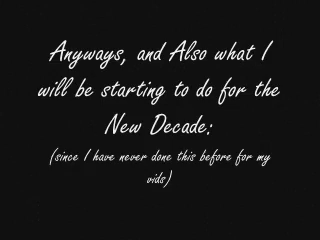 Anyways, and Also what I
will be starting to do for the
New Decade:
(since I have never done this before for my
vids)